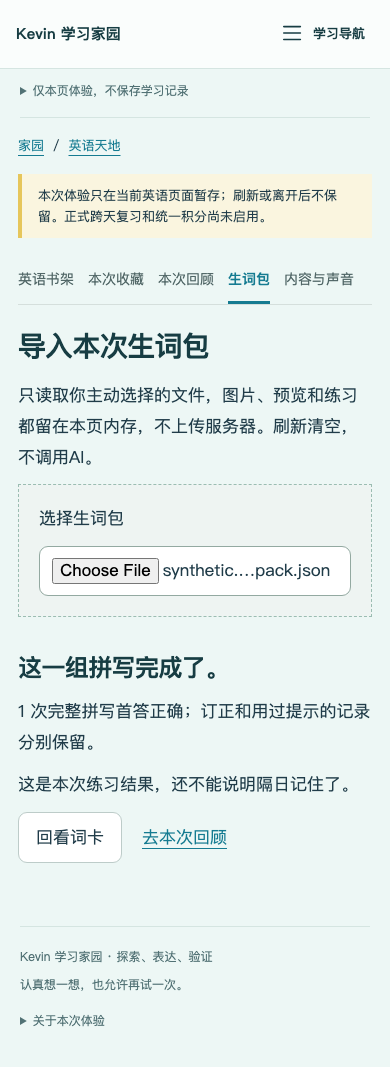 Kevin 学习家园
学习导航
▶ 仅本页体验，不保存学习记录
家园 / 英语天地
本次体验只在当前英语页面暂存；刷新或离开后不保
留。正式跨天复习和统一积分尚未启用。
英语书架 本次收藏 本次回顾 生词包 内容与声音
导入本次生词包
只读取你主动选择的文件，图片、预览和练习
都留在本页内存，不上传服务器。刷新清空，
不调用AI。
选择生词包
Choose File synthetic....pack.json
这一组拼写完成了。
1 次完整拼写首答正确；订正和用过提示的记录
分别保留。
这是本次练习结果，还不能说明隔日记住了。
回看词卡 去本次回顾
Kevin 学习家园 · 探索、表达、验证
认真想一想，也允许再试一次。
▶ 关于本次体验